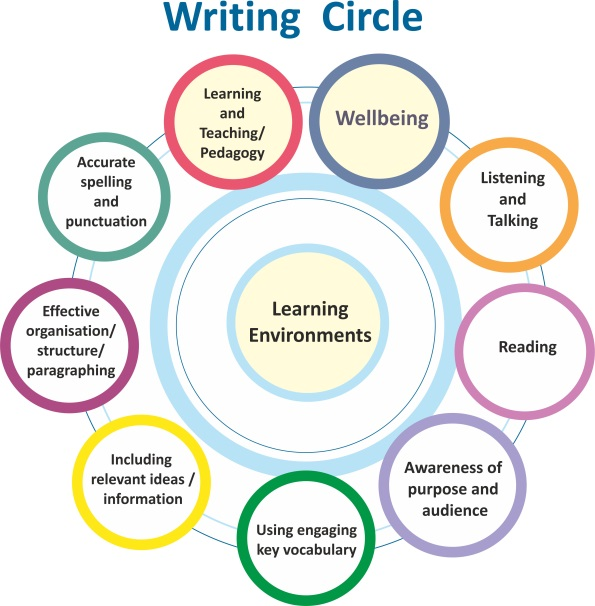 Writing Circle
Learning
and
Teaching/
Pedagogy
Wellbeing
Listening
and
Talking
Reading
Awareness of
purpose and
audience
Using engaging
key vocabulary
Including
relevant ideas /
information
Effective
organisation/
structure/
paragraphing
Accurate
spelling
and
punctuation
Learning
Environments